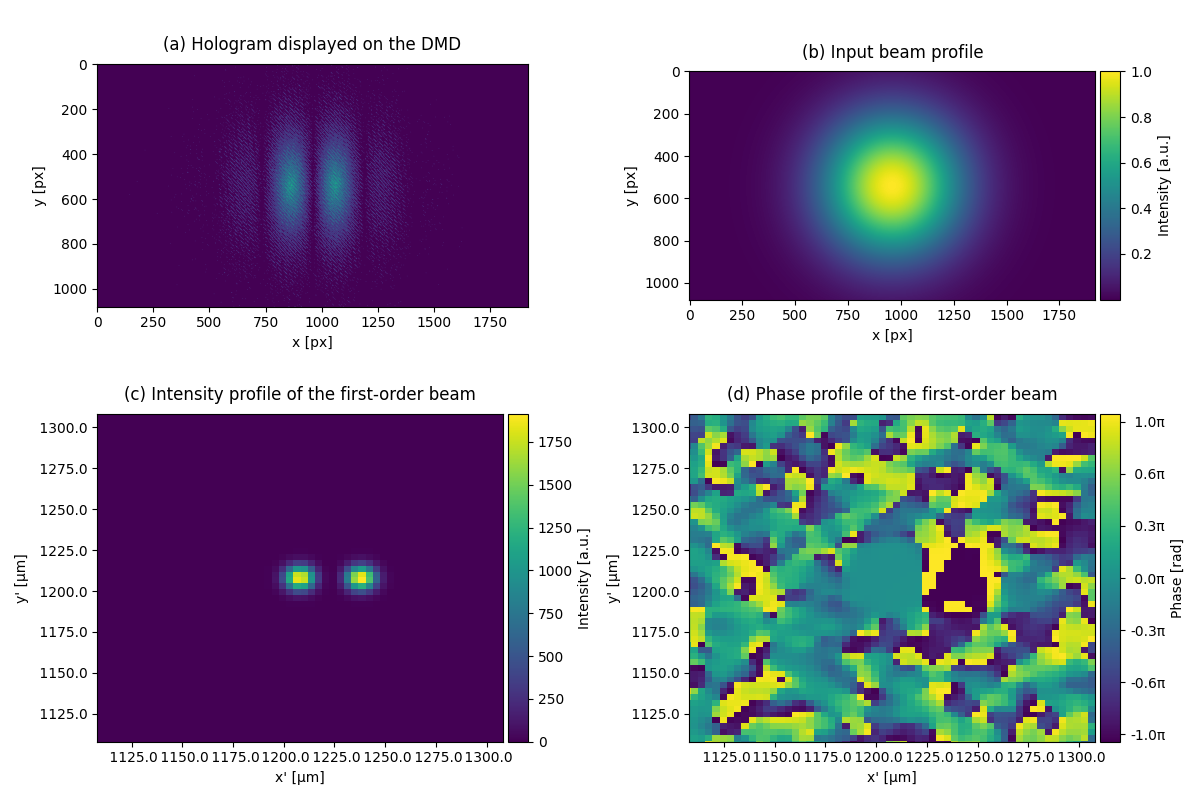 (a) Hologram displayed on the DMD
0
200
400
600
800
1000
y [px]
0 250 500 750 1000 1250 1500 1750
x [px]
(b) Input beam profile
0
200
400
600
800
1000
y [px]
0 250 500 750 1000 1250 1500 1750
x [px]
1.0
0.8
0.6
0.4
0.2
Intensity [a.u.]
(c) Intensity profile of the first-order beam
1300.0
1275.0
1250.0
1225.0
1200.0
1175.0
1150.0
1125.0
y' [µm]
1125.0 1150.0 1175.0 1200.0 1225.0 1250.0 1275.0 1300.0
x' [µm]
1750
1500
1250
1000
750
500
250
0
Intensity [a.u.]
(d) Phase profile of the first-order beam
1300.0
1275.0
1250.0
1225.0
1200.0
1175.0
1150.0
1125.0
y' [µm]
1125.0 1150.0 1175.0 1200.0 1225.0 1250.0 1275.0 1300.0
x' [µm]
1.0π
0.6π
0.3π
0.0π
-0.3π
-0.6π
-1.0π
Phase [rad]